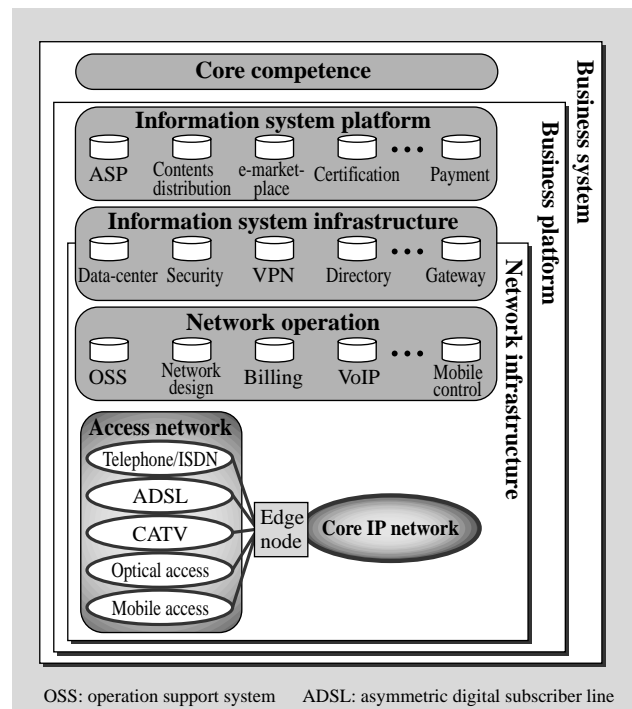 Core competence
Information system platform
ASP
Contents
distribution
e-market-
place
Certification
•••
Payment
Information system infrastructure
Data-center
Security
VPN
Directory
•••
Gateway
Network operation
OSS
Network
design
Billing
VoIP
•••
Mobile
control
Access network
Telephone/ISDN
ADSL
CATV
Optical access
Mobile access
Edge
node
Core IP network
Network infrastructure
Business platform
Business system
OSS: operation support system
ADSL: asymmetric digital subscriber line